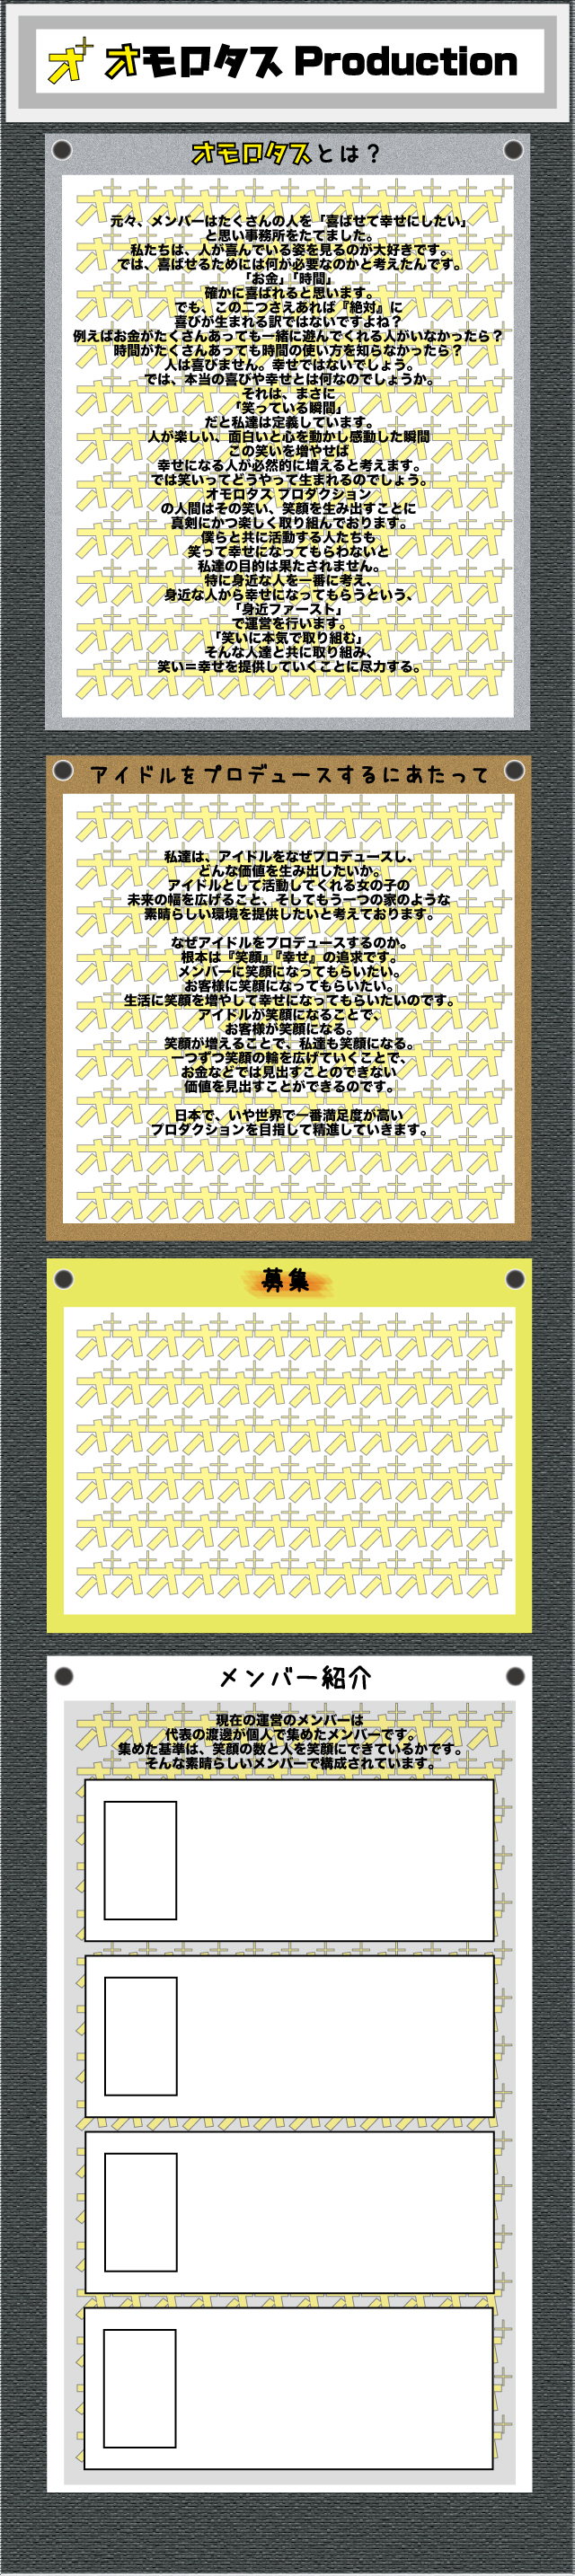 オ+ オモロタス Production
オモロタスとは？
元々、メンバーはたくさんの人を「喜ばせて幸せにしたい」
と思い事務所をたてました。
私たちは、人が喜んでいる姿を見るのが大好きです。
では、喜ばせるためには何が必要なのかと考えたんです。
「お金」「時間」
確かに喜ばれると思います。
でも、この二つさえあれば『絶対』に
喜びが生まれる訳ではないですよね？
例えばお金がたくさんあっても一緒に遊んでくれる人がいなかったら？
時間がたくさんあっても時間の使い方を知らなかったら？
人は喜びません。幸せではないでしょう。
では、本当の喜びや幸せとは何なのでしょうか。
それは、まさに
「笑っている瞬間」
だと私達は定義しています。
人が楽しい、面白いと心を動かし感動した瞬間
この笑いを増やせば
幸せになる人が必然的に増えると考えます。
では笑いってどうやって生まれるのでしょう。
オモロタス プロダクション
の人間はその笑い、笑顔を生み出すことに
真剣にかつ楽しく取り組んでおります。
僕らと共に活動する人たちも
笑って幸せになってもらわないと
私達の目的は果たされません。
特に身近な人を一番に考え、
身近な人から幸せになってもらうという、
「身近ファースト」
で運営を行います。
「笑いに本気で取り組む」
そんな人達と共に取り組み、
笑い＝幸せを提供していくことに尽力する。
アイドルをプロデュースするにあたって
私達は、アイドルをなぜプロデュースし、
どんな価値を生み出したいか。
アイドルとして活動してくれる女の子の
未来の幅を広げること、そしてもう一つの家のような
素晴らしい環境を提供したいと考えております。
なぜアイドルをプロデュースするのか。
根本は『笑顔』『幸せ』の追求です。
メンバーに笑顔になってもらいたい。
お客様に笑顔になってもらいたい。
生活に笑顔を増やして幸せになってもらいたいのです。
アイドルが笑顔になることで、
お客様が笑顔になる。
笑顔が増えることで、私達も笑顔になる。
一つずつ笑顔の輪を広げていくことで、
お金などでは見出すことのできない
価値を見出すことができるのです。
日本で、いや世界で一番満足度が高い
プロダクションを目指して精進していきます。
募集
メンバー紹介
現在の運営のメンバーは
代表の渡邊が個人で集めたメンバーです。
集めた基準は、笑顔の数と人を笑顔にできているかです。
そんな素晴らしいメンバーで構成されています。